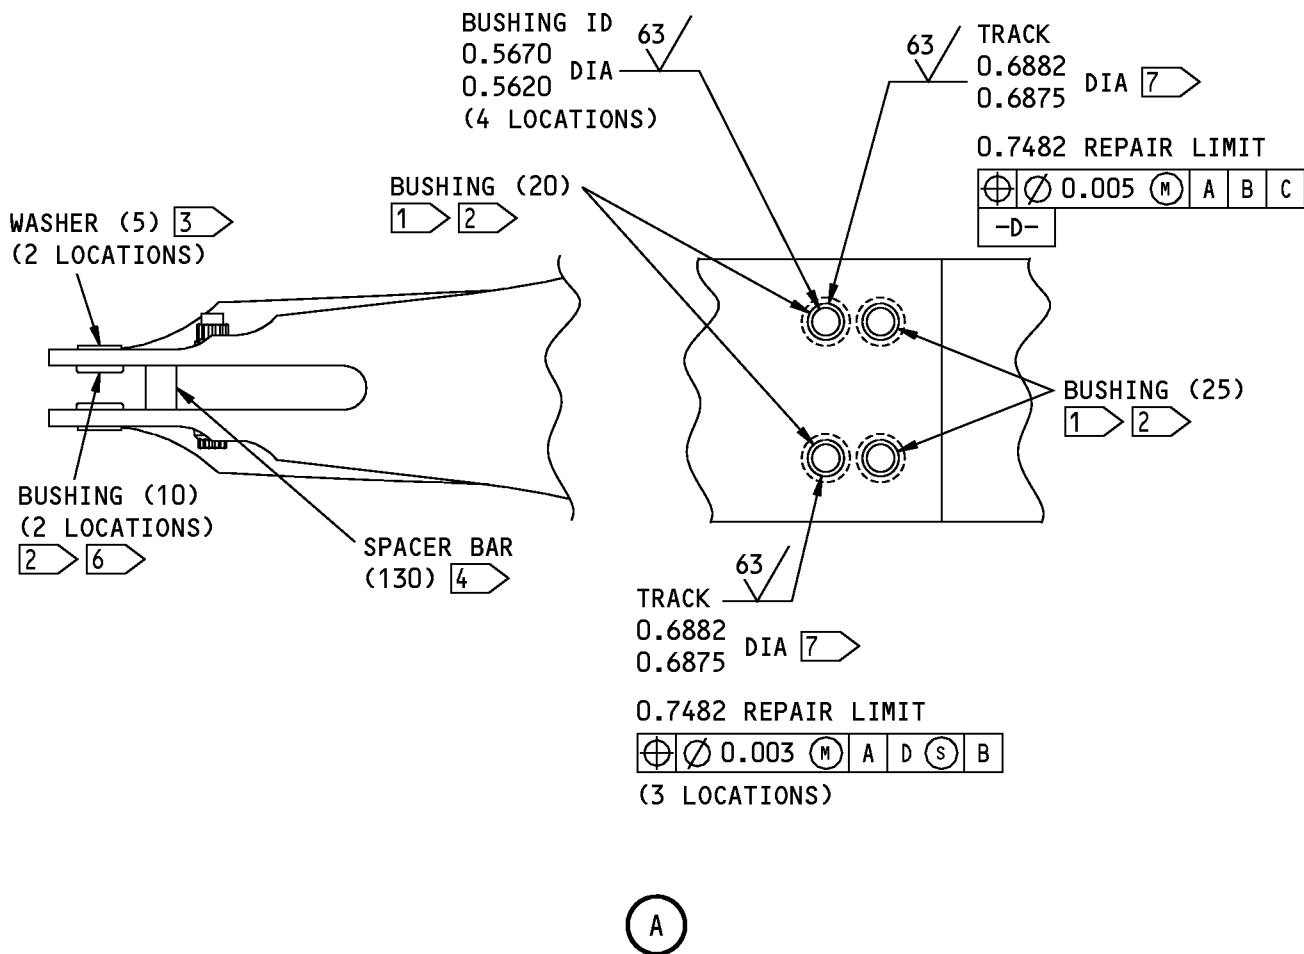 BUSHING ID
0.5670
0.5620
DIA
(4 LOCATIONS)
63
63
TRACK
0.6882
0.6875
DIA 7
0.7482 REPAIR LIMIT
⌖ ⌀ 0.005 Ⓜ A B C
-D-
BUSHING (20)
1 2
WASHER (5) 3
(2 LOCATIONS)
BUSHING (25)
1 2
BUSHING (10)
(2 LOCATIONS)
2 6
SPACER BAR
(130) 4
63
TRACK
0.6882
0.6875
DIA 7
0.7482 REPAIR LIMIT
⌖ ⌀ 0.003 Ⓜ A D Ⓢ B
(3 LOCATIONS)
A